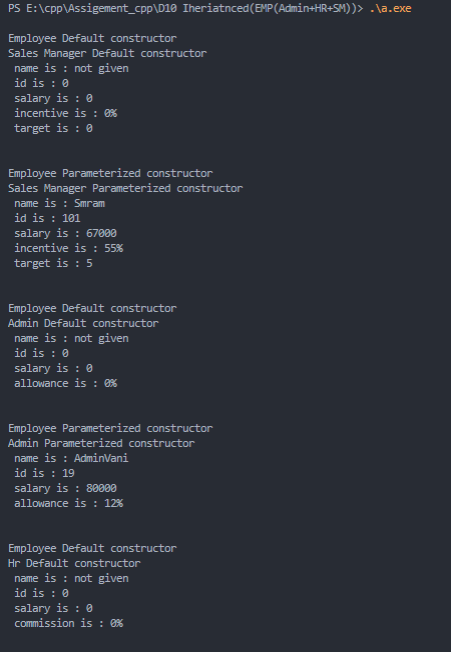 PS E:\cpp\Assigement_cpp\D10 Iheriatnced(EMP(Admin+HR+SM))> .\a.exe
Employee Default constructor
Sales Manager Default constructor
name is : not given
id is : 0
salary is : 0
incentive is : 0%
target is : 0
Employee Parameterized constructor
Sales Manager Parameterized constructor
name is : Smram
id is : 101
salary is : 67000
incentive is : 55%
target is : 5
Employee Default constructor
Admin Default constructor
name is : not given
id is : 0
salary is : 0
allowance is : 0%
Employee Parameterized constructor
Admin Parameterized constructor
name is : AdminVani
id is : 19
salary is : 80000
allowance is : 12%
Employee Default constructor
Hr Default constructor
name is : not given
id is : 0
salary is : 0
commission is : 0%